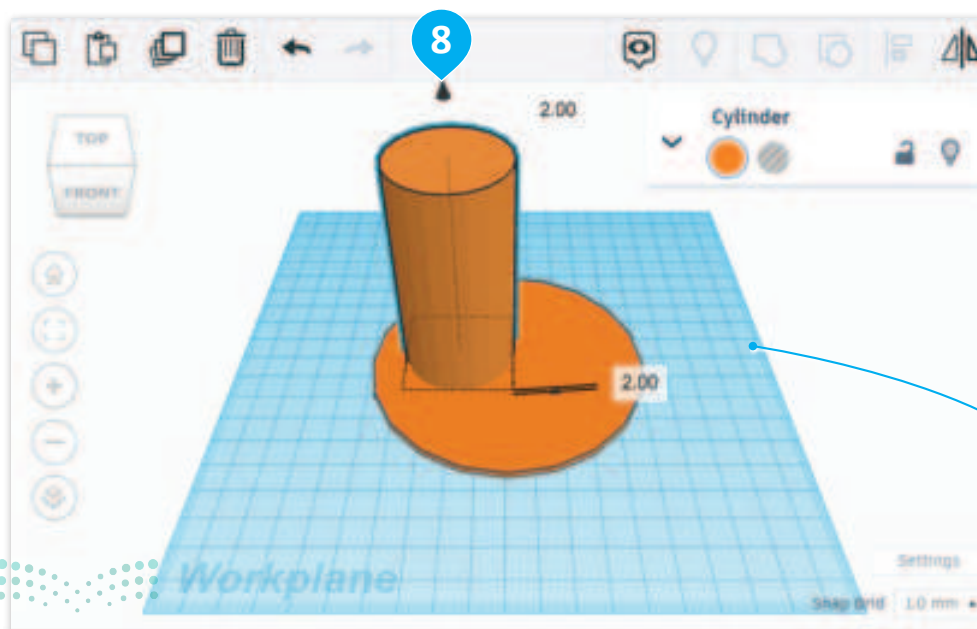 8
2.00
Cylinder
TOP
FRONT
2.00
Workplane
Settings
Snap Grid 1.0 mm